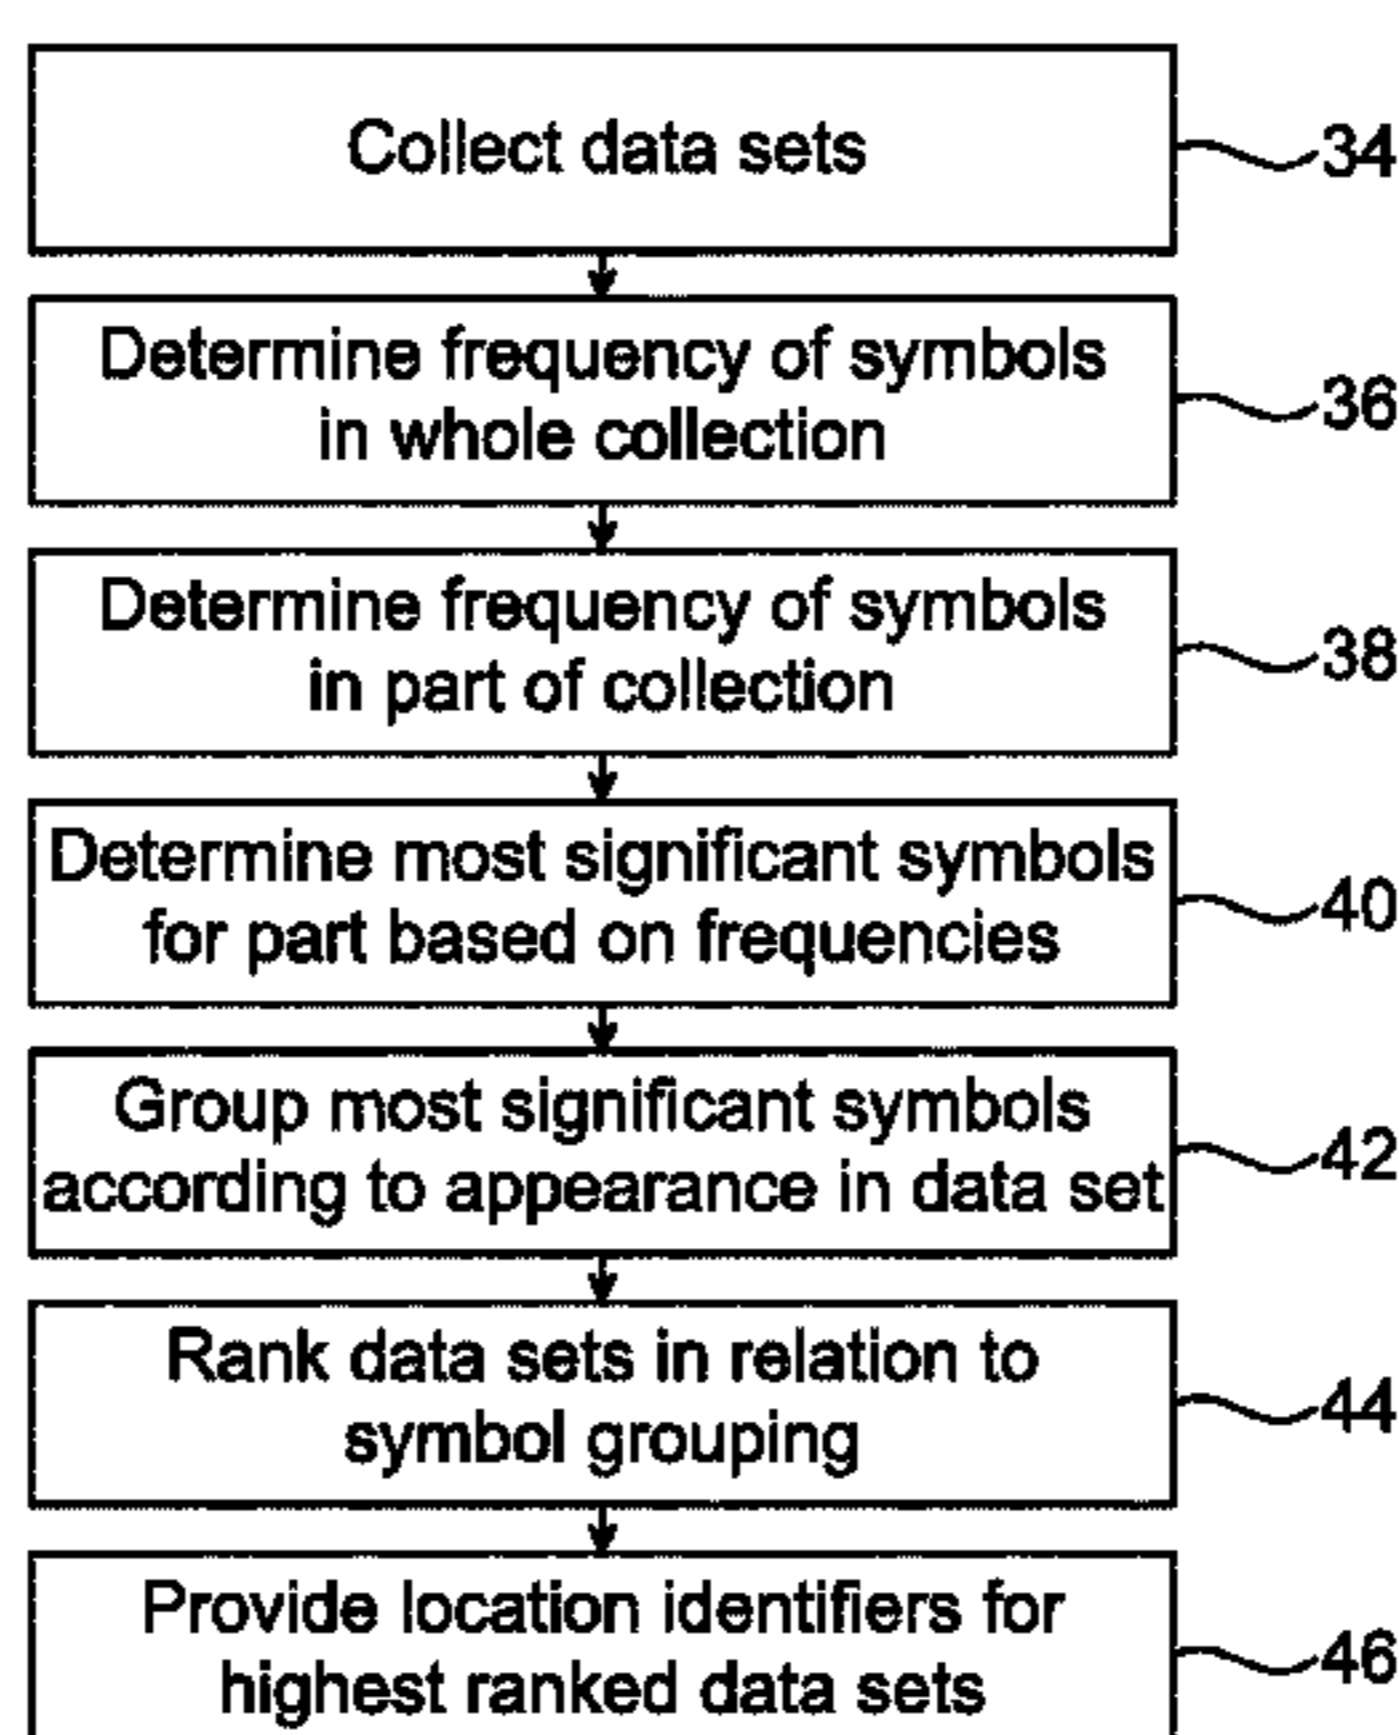 Collect data sets
34
Determine frequency of symbols
in whole collection
36
Determine frequency of symbols
in part of collection
38
Determine most significant symbols
for part based on frequencies
40
Group most significant symbols
according to appearance in data set
42
Rank data sets in relation to
symbol grouping
44
Provide location identifiers for
highest ranked data sets
46